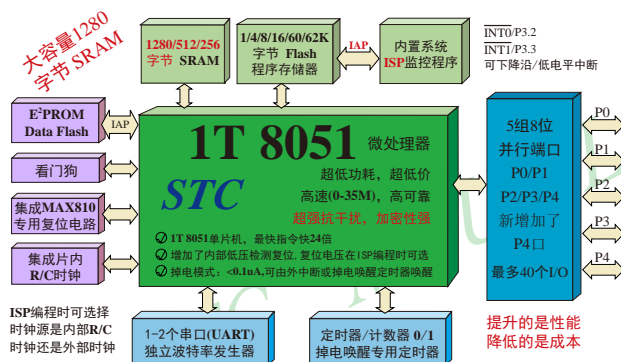 大容量1280
字节 SRAM
1280/512/256
字节 SRAM
1/4/8/16/60/62K
字节 Flash
程序存储器
IAP
内置系统
ISP监控程序
INT0/P3.2
INT1/P3.3
可下降沿/低电平中断
E²PROM
Data Flash
IAP
看门狗
集成MAX810
专用复位电路
集成片内
R/C时钟
1T 8051 微处理器
STC
超低功耗，超低价
高速(0-35M)，高可靠
超强抗干扰，加密性强
1T 8051单片机，最快指令快24倍
增加了内部低压检测复位,复位电压在ISP编程时可选
掉电模式：<0.1uA,可由外中断或掉电唤醒定时器唤醒
5组8位
并行端口
P0/P1
P2/P3/P4
新增加了
P4口
最多40个I/O
P0
P1
P2
P3
P4
ISP编程时可选择
时钟源是内部R/C
时钟还是外部时钟
1-2个串口(UART)
独立波特率发生器
定时器/计数器 0/1
掉电唤醒专用定时器
提升的是性能
降低的是成本